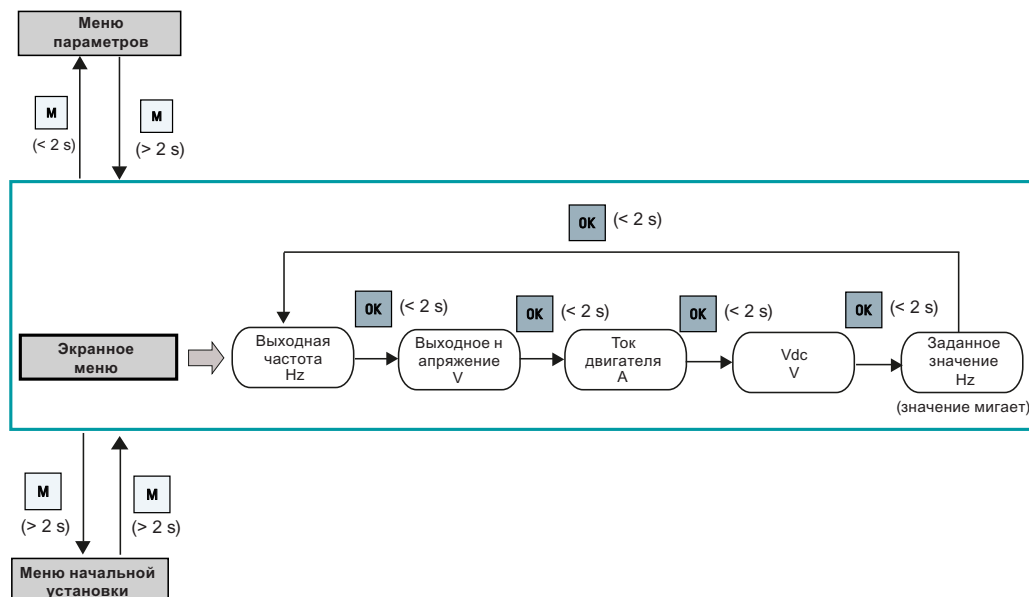 Меню
параметров
M
(< 2 s)
M
(> 2 s)
OK (< 2 s)
OK (< 2 s)
OK (< 2 s)
OK (< 2 s)
OK (< 2 s)
Экранное
меню
Выходная
частота
Hz
Выходное н
апряжение
V
Ток
двигателя
A
Vdc
V
Заданное
значение
Hz
(значение мигает)
M
(> 2 s)
M
(> 2 s)
Меню начальной
установки